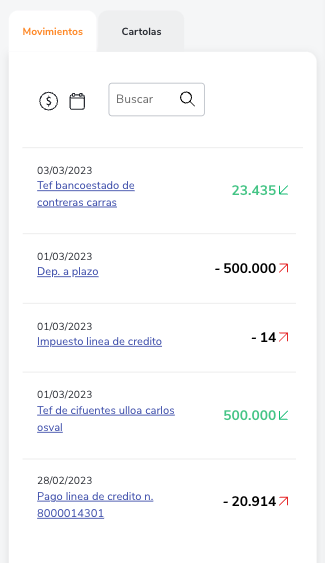 Movimientos
Cartolas
$
Buscar
03/03/2023
Tef bancoestado de
contreras carras
23.435
01/03/2023
Dep. a plazo
- 500.000
01/03/2023
Impuesto linea de credito
- 14
01/03/2023
Tef de cifuentes ulloa carlos
osval
500.000
28/02/2023
Pago linea de credito n.
8000014301
- 20.914